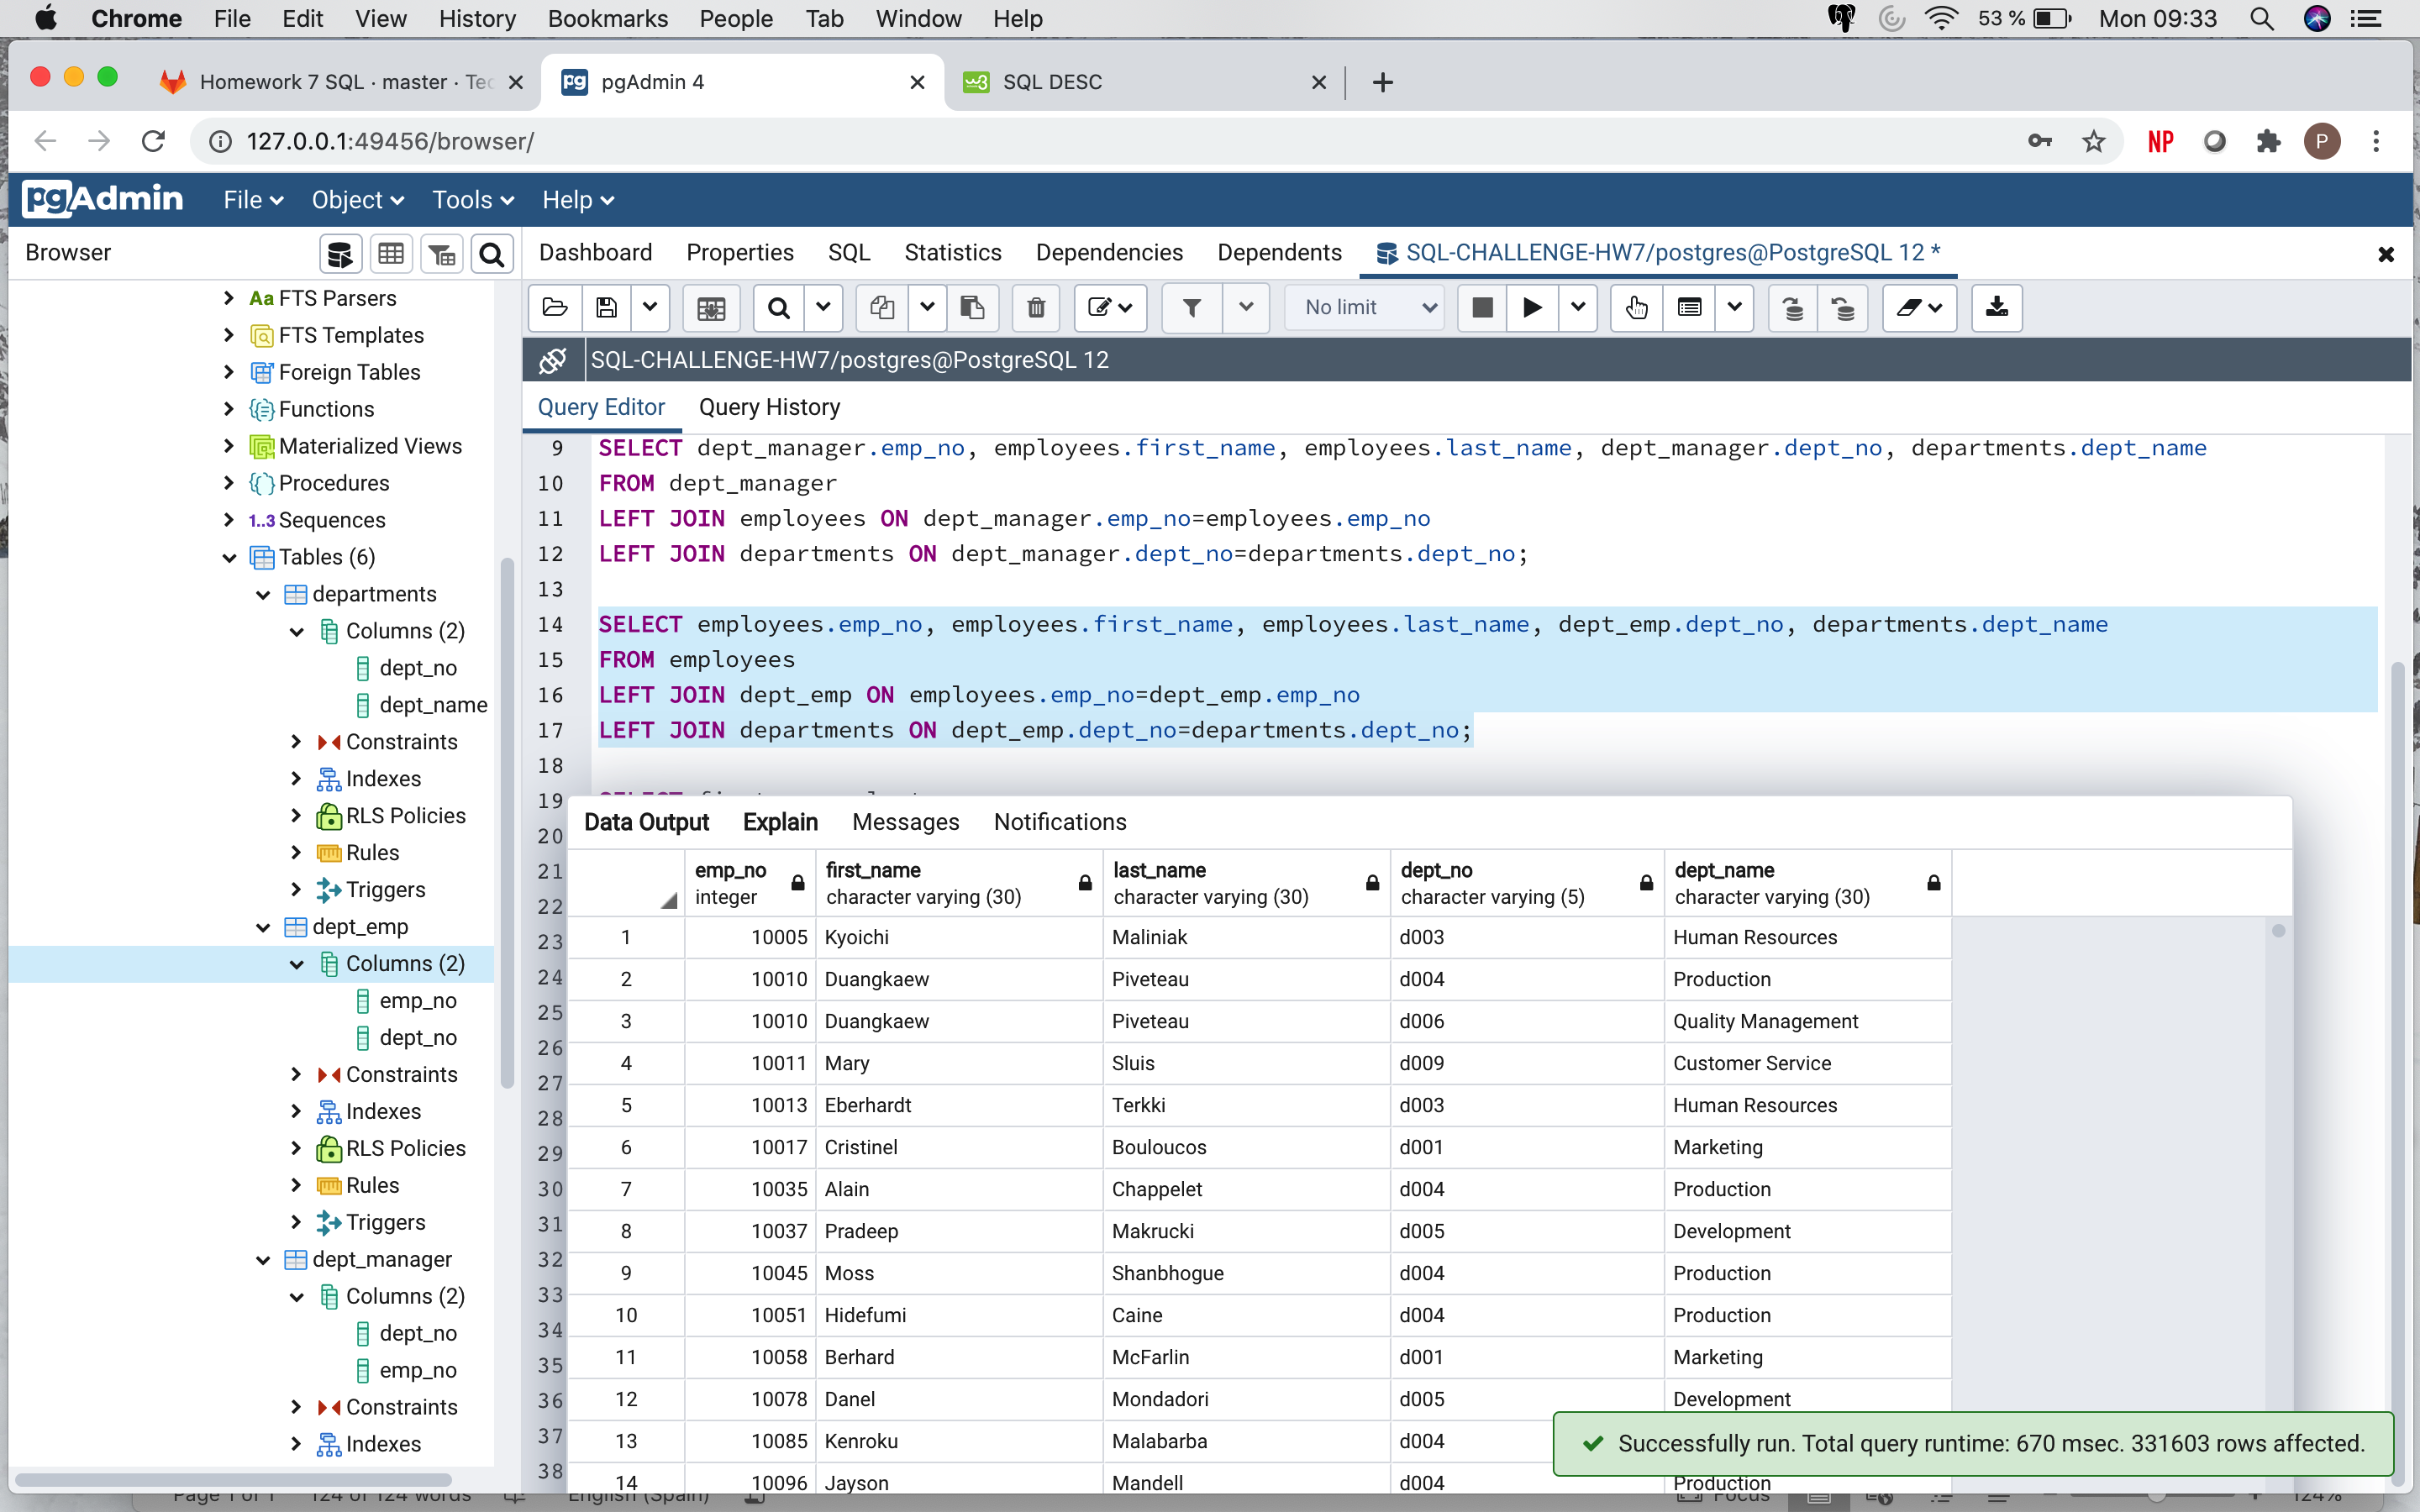 Chrome File Edit View History Bookmarks People Tab Window Help 53 % Mon 09:33
Homework 7 SQL · master · Tec
pgAdmin 4
SQL DESC
127.0.0.1:49456/browser/
NP
P
pgAdmin File Object Tools Help
Browser
Dashboard Properties SQL Statistics Dependencies Dependents SQL-CHALLENGE-HW7/postgres@PostgreSQL 12 *
No limit
SQL-CHALLENGE-HW7/postgres@PostgreSQL 12
Query Editor Query History
Aa FTS Parsers
FTS Templates
Foreign Tables
Functions
Materialized Views
Procedures
1..3 Sequences
Tables (6)
departments
Columns (2)
dept_no
dept_name
Constraints
Indexes
RLS Policies
Rules
Triggers
dept_emp
Columns (2)
emp_no
dept_no
Constraints
Indexes
RLS Policies
Rules
Triggers
dept_manager
Columns (2)
dept_no
emp_no
Constraints
Indexes
9 SELECT dept_manager.emp_no, employees.first_name, employees.last_name, dept_manager.dept_no, departments.dept_name
10 FROM dept_manager
11 LEFT JOIN employees ON dept_manager.emp_no=employees.emp_no
12 LEFT JOIN departments ON dept_manager.dept_no=departments.dept_no;
13
14 SELECT employees.emp_no, employees.first_name, employees.last_name, dept_emp.dept_no, departments.dept_name
15 FROM employees
16 LEFT JOIN dept_emp ON employees.emp_no=dept_emp.emp_no
17 LEFT JOIN departments ON dept_emp.dept_no=departments.dept_no;
18
19
20
21
22
23
24
25
26
27
28
29
30
31
32
33
34
35
36
37
38
Data Output Explain Messages Notifications
emp_no integer first_name character varying (30) last_name character varying (30) dept_no character varying (5) dept_name character varying (30)
1 10005 Kyoichi Maliniak d003 Human Resources
2 10010 Duangkaew Piveteau d004 Production
3 10010 Duangkaew Piveteau d006 Quality Management
4 10011 Mary Sluis d009 Customer Service
5 10013 Eberhardt Terkki d003 Human Resources
6 10017 Cristinel Bouloucos d001 Marketing
7 10035 Alain Chappelet d004 Production
8 10037 Pradeep Makrucki d005 Development
9 10045 Moss Shanbhogue d004 Production
10 10051 Hidefumi Caine d004 Production
11 10058 Berhard McFarlin d001 Marketing
12 10078 Danel Mondadori d005 Development
13 10085 Kenroku Malabarba d004
14 10096 Jayson Mandell d004 Production
Successfully run. Total query runtime: 670 msec. 331603 rows affected.
Page 1 of 1 124 of 124 words English (Spain) Focus 124%